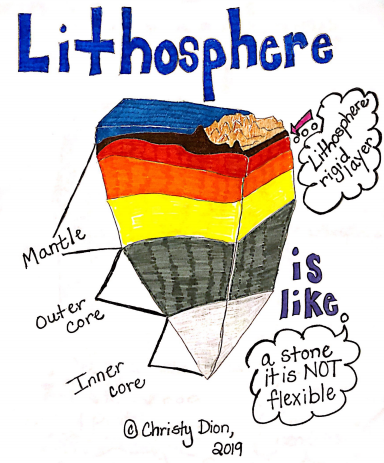 Lithosphere
Lithosphere
rigid
layer
Mantle
Outer
core
Inner
core
is
like
a stone
it is NOT
flexible
© Christy Dion,
2019